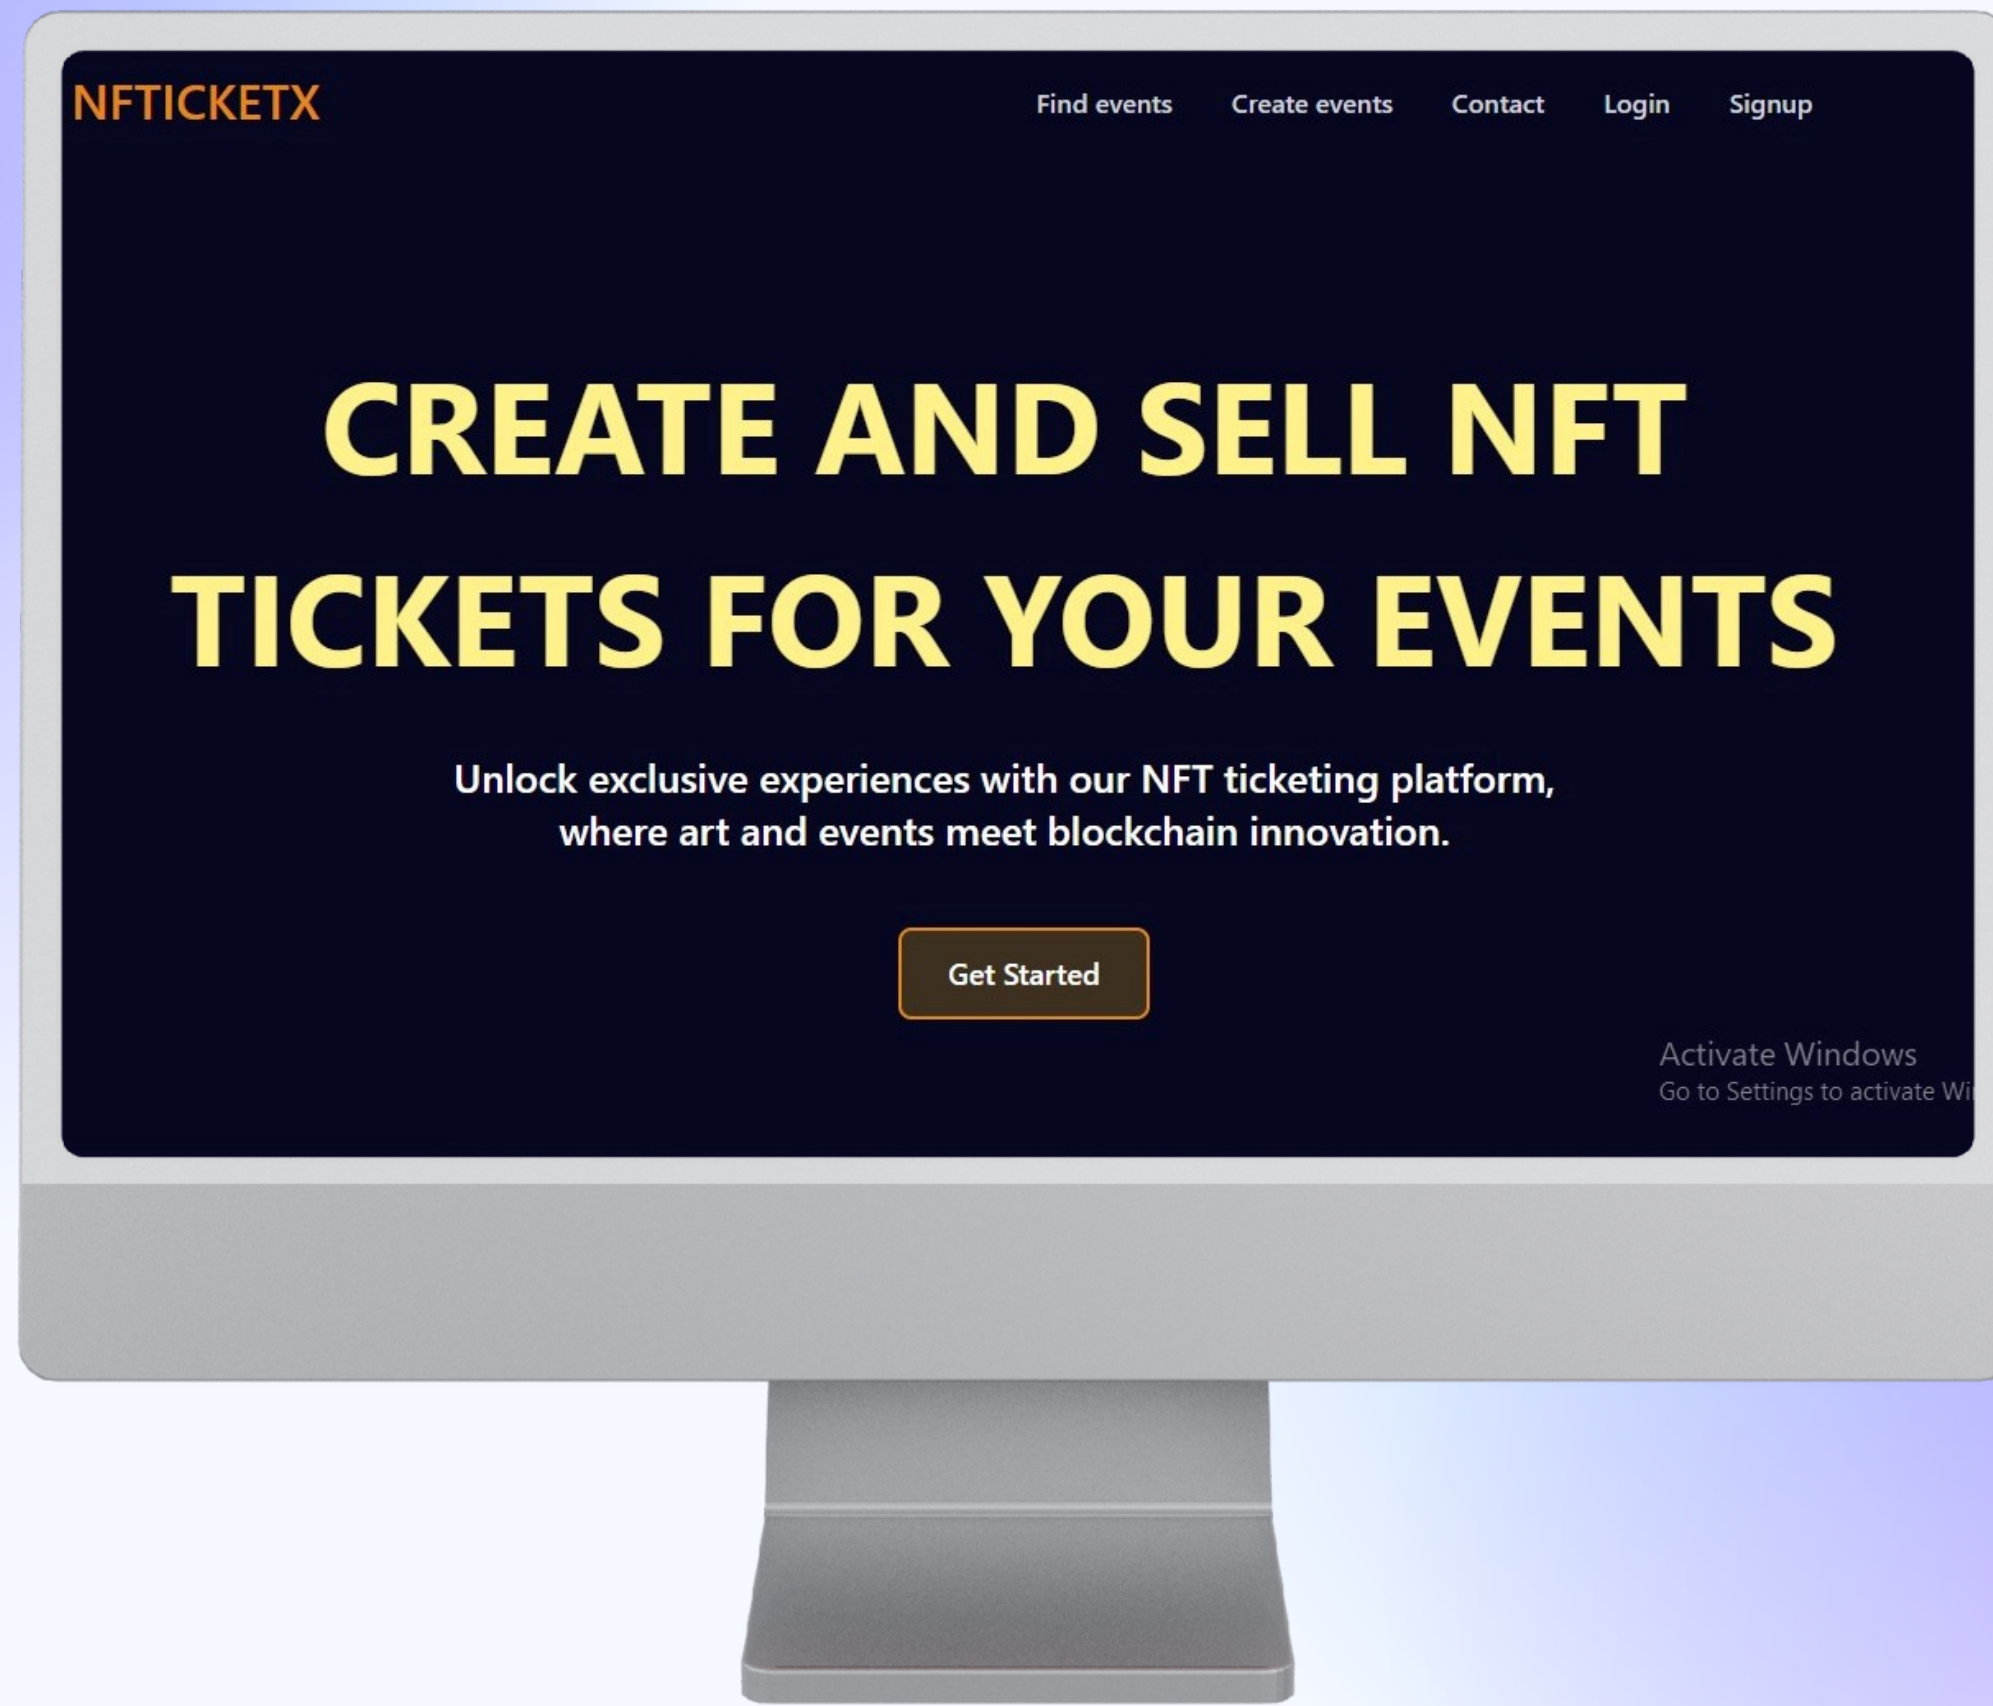 NFTICKETX
Find events Create events Contact Login Signup
CREATE AND SELL NFT
TICKETS FOR YOUR EVENTS
Unlock exclusive experiences with our NFT ticketing platform,
where art and events meet blockchain innovation.
Get Started
Activate Windows
Go to Settings to activate Wi